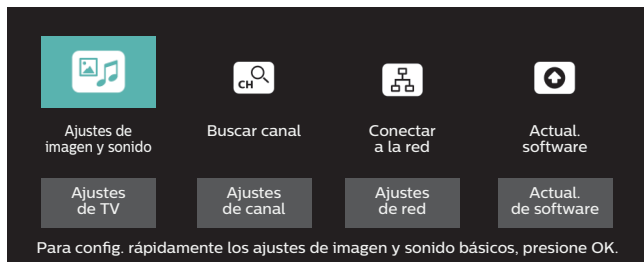 CH
Ajustes de
imagen y sonido
Buscar canal
Conectar
a la red
Actual.
software
Ajustes
de TV
Ajustes
de canal
Ajustes
de red
Actual.
de software
Para config. rápidamente los ajustes de imagen y sonido básicos, presione OK.